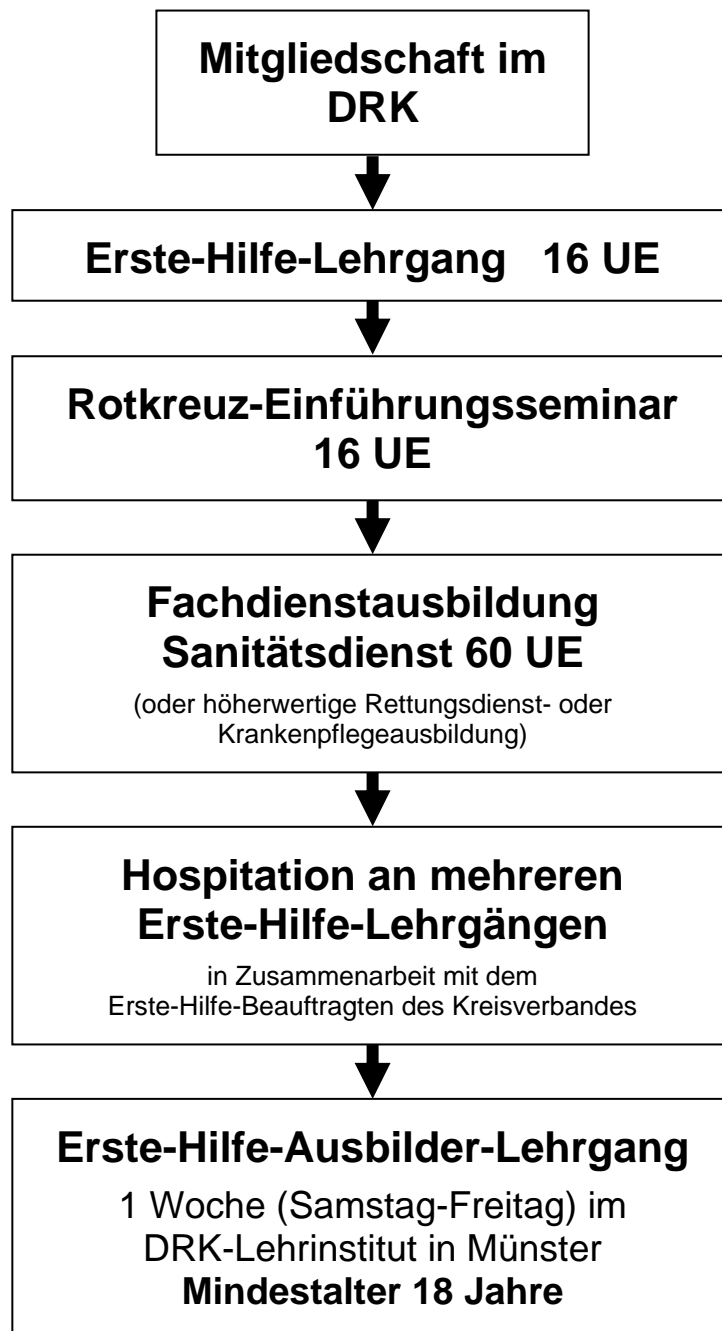 Mitgliedschaft im
DRK
Erste-Hilfe-Lehrgang 16 UE
Rotkreuz-Einführungsseminar
16 UE
Fachdienstausbildung
Sanitätsdienst 60 UE
(oder höherwertige Rettungsdienst- oder
Krankenpflegeausbildung)
Hospitation an mehreren
Erste-Hilfe-Lehrgängen
in Zusammenarbeit mit dem
Erste-Hilfe-Beauftragten des Kreisverbandes
Erste-Hilfe-Ausbilder-Lehrgang
1 Woche (Samstag-Freitag) im
DRK-Lehrinstitut in Münster
Mindestalter 18 Jahre